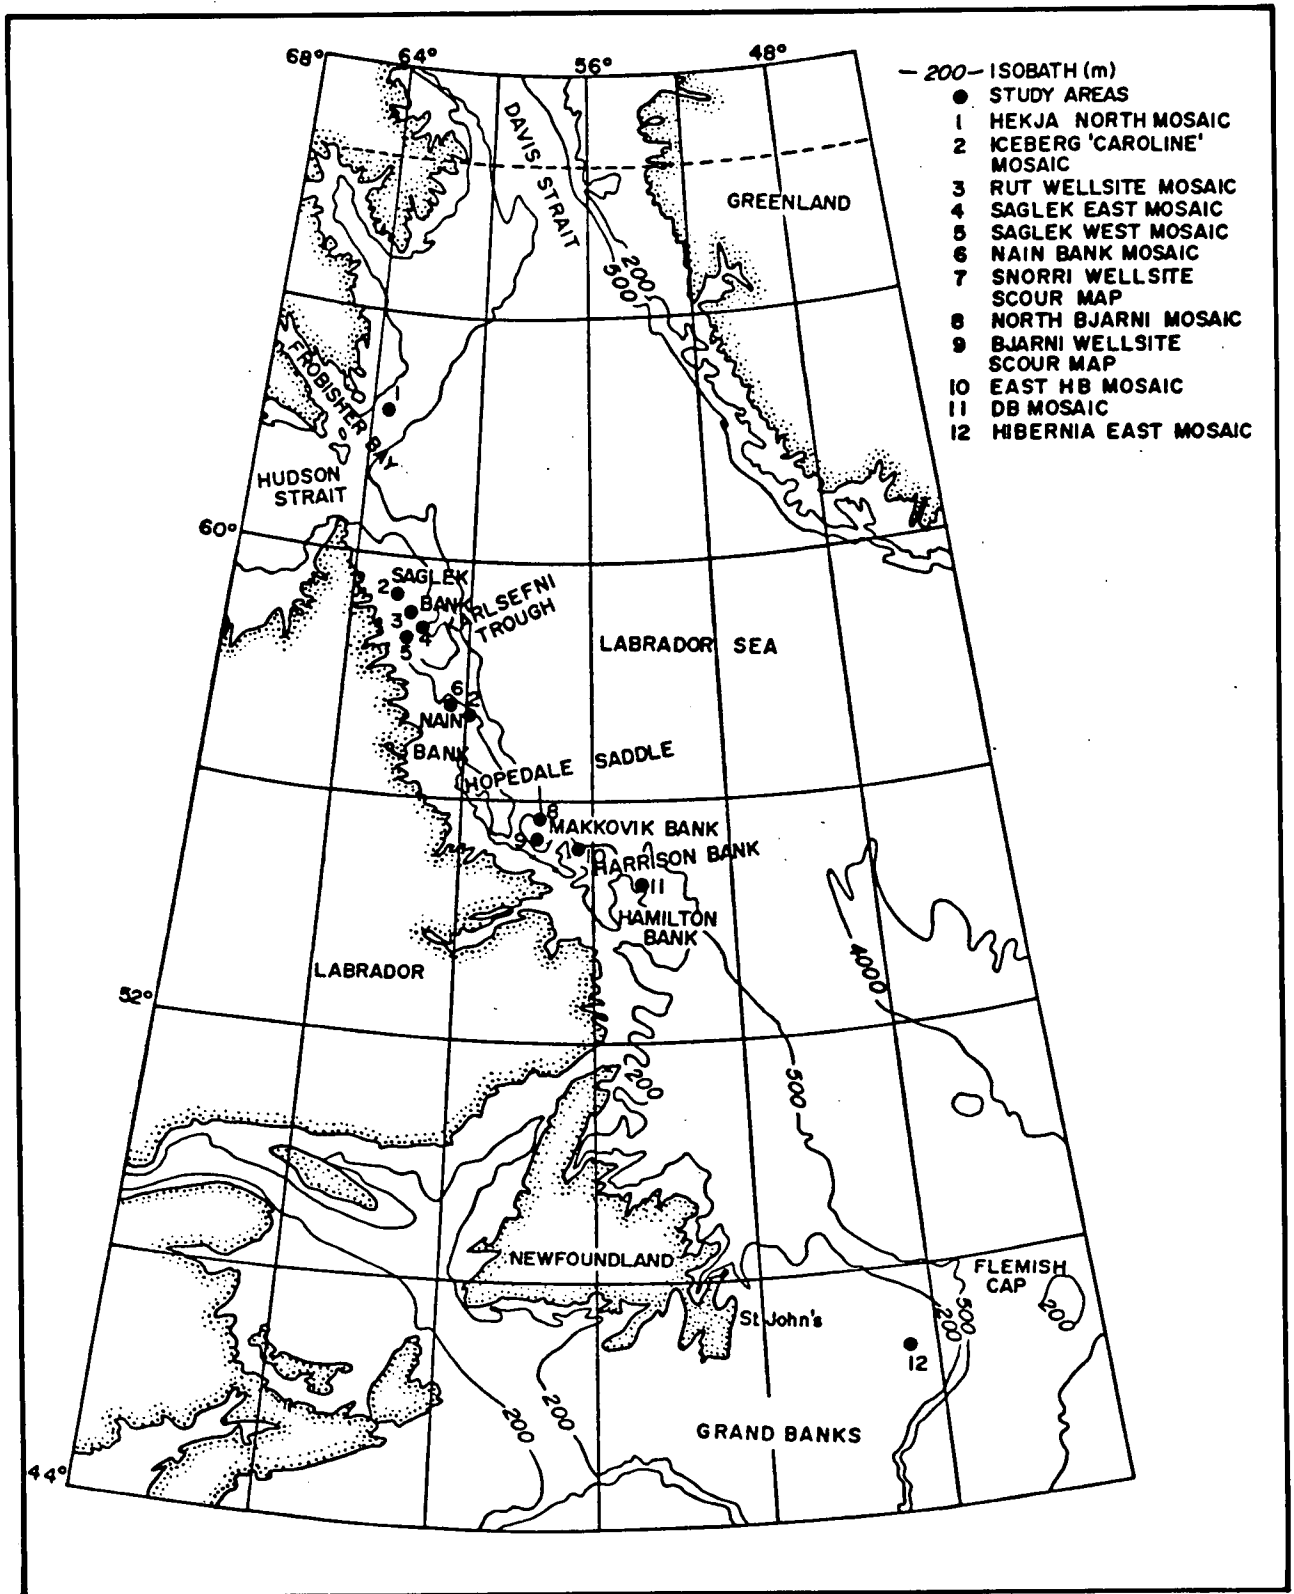 68°
64°
56°
48°
— 200 — ISOBATH (m)
● STUDY AREAS
1 HEKJA NORTH MOSAIC
2 ICEBERG 'CAROLINE'
MOSAIC
3 RUT WELLSITE MOSAIC
4 SAGLEK EAST MOSAIC
5 SAGLEK WEST MOSAIC
6 NAIN BANK MOSAIC
7 SNORRI WELLSITE
SCOUR MAP
8 NORTH BJARNI MOSAIC
9 BJARNI WELLSITE
SCOUR MAP
10 EAST HB MOSAIC
11 DB MOSAIC
12 HIBERNIA EAST MOSAIC
DAVIS STRAIT
GREENLAND
200
500
FROBISHER BAY
1
HUDSON
STRAIT
60°
SAGLEK
BANK
2
3
4
5
KARLSEFNI
TROUGH
LABRADOR SEA
6
NAIN
BANK
HOPEDALE SADDLE
8
MAKKOVIK BANK
9
10
HARRISON BANK
11
HAMILTON
BANK
4000
LABRADOR
52°
500
200
NEWFOUNDLAND
FLEMISH
CAP
200
500
200
St John's
12
200
200
GRAND BANKS
44°